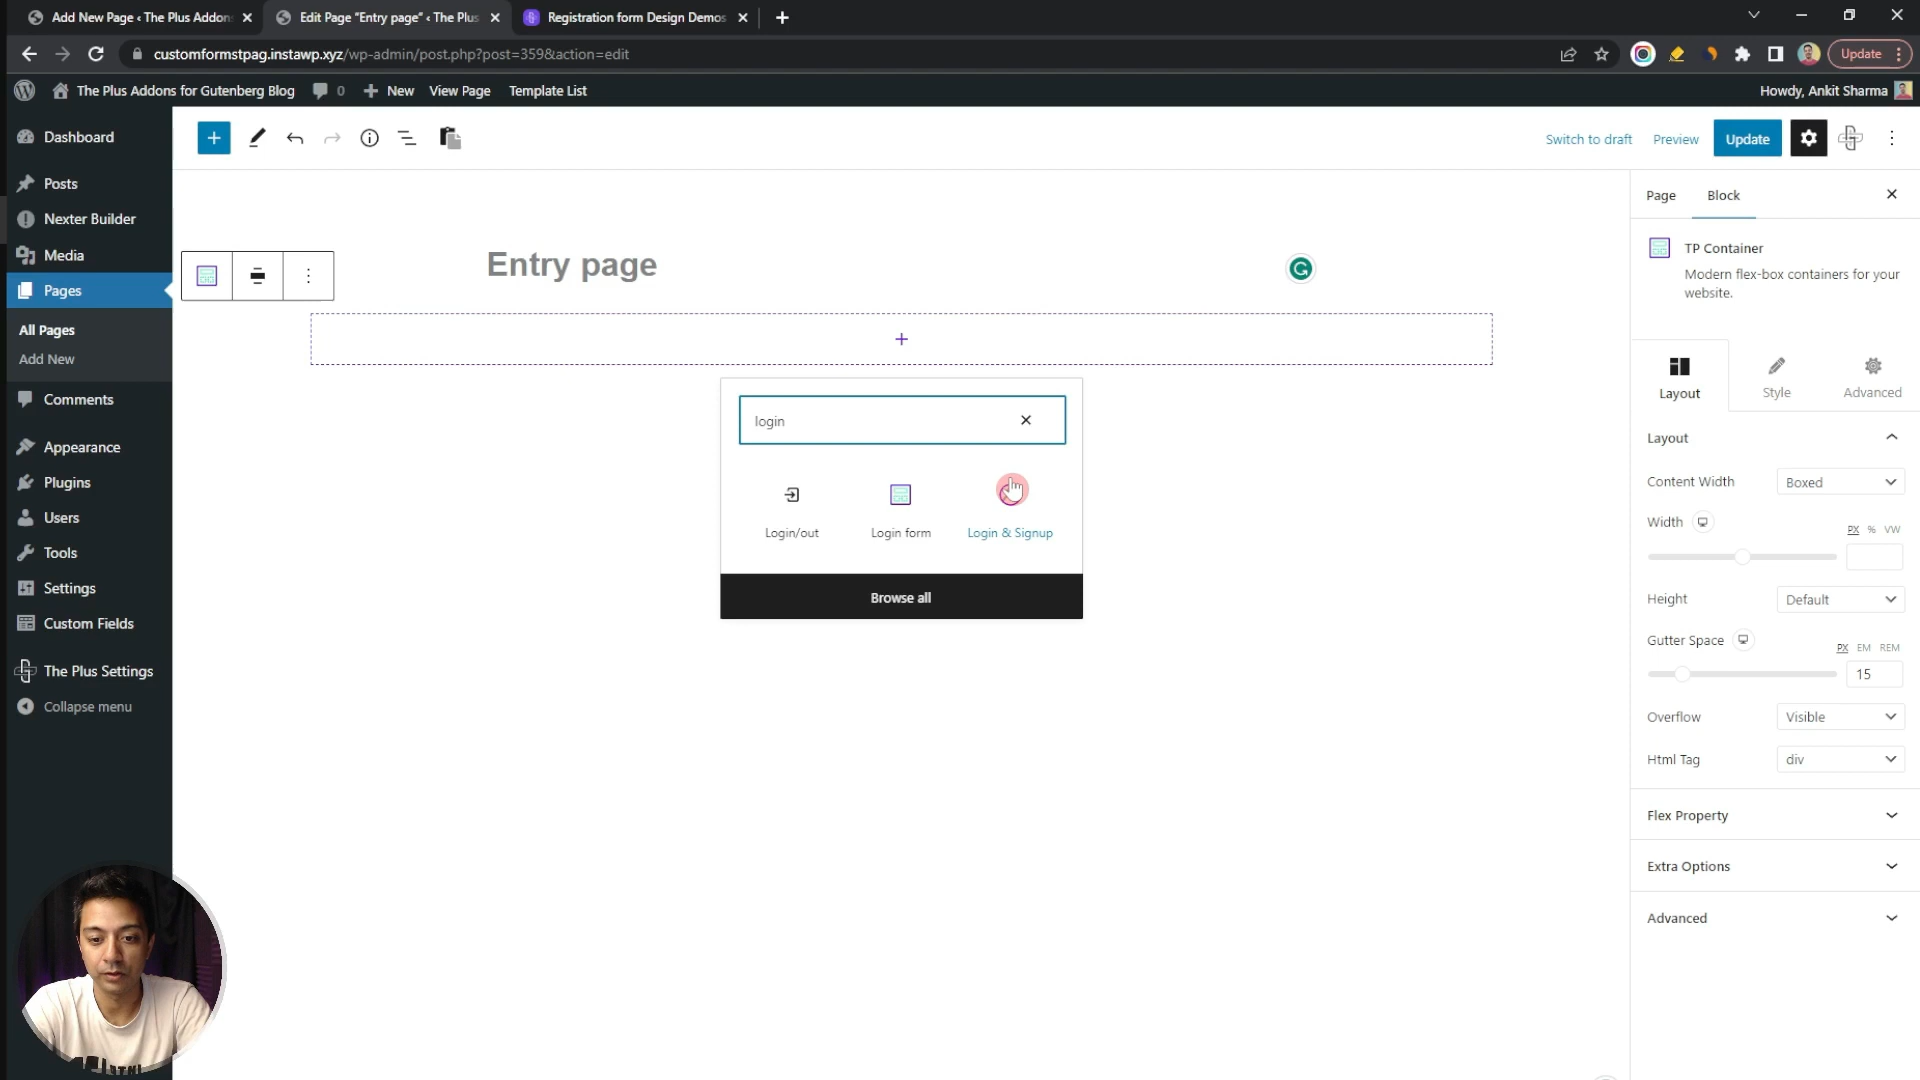 Add New Page ‹ The Plus Addons
Edit Page "Entry page" ‹ The Plus
Registration form Design Demos
customformstpag.instawp.xyz/wp-admin/post.php?post=359&action=edit
Update
The Plus Addons for Gutenberg Blog
0
New
View Page
Template List
Howdy, Ankit Sharma
Dashboard
Posts
Nexter Builder
Media
Pages
All Pages
Add New
Comments
Appearance
Plugins
Users
Tools
Settings
Custom Fields
The Plus Settings
Collapse menu
Switch to draft
Preview
Update
Entry page
login
Login/out
Login form
Login & Signup
Browse all
Page
Block
TP Container
Modern flex-box containers for your
website.
Layout
Style
Advanced
Layout
Content Width
Boxed
Width
PX % VW
Height
Default
Gutter Space
PX EM REM
15
Overflow
Visible
Html Tag
div
Flex Property
Extra Options
Advanced